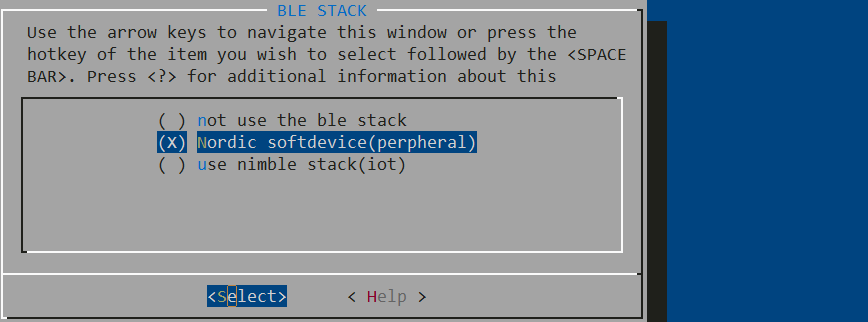 BLE STACK
Use the arrow keys to navigate this window or press the
hotkey of the item you wish to select followed by the <SPACE
BAR>. Press <?> for additional information about this
( ) not use the ble stack
(X) Nordic softdevice(perpheral)
( ) use nimble stack(iot)
<Select> < Help >